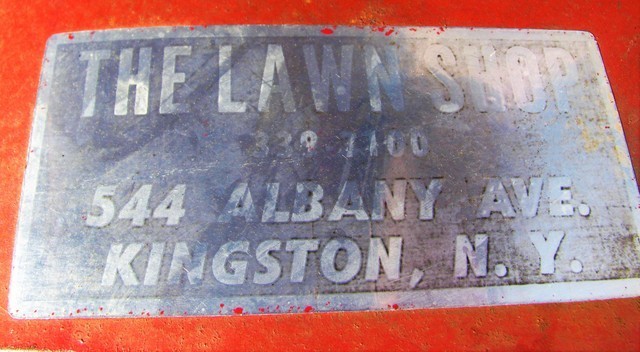 THE LAWN SHOP
544 ALBANY AVE.
KINGSTON, N. Y.